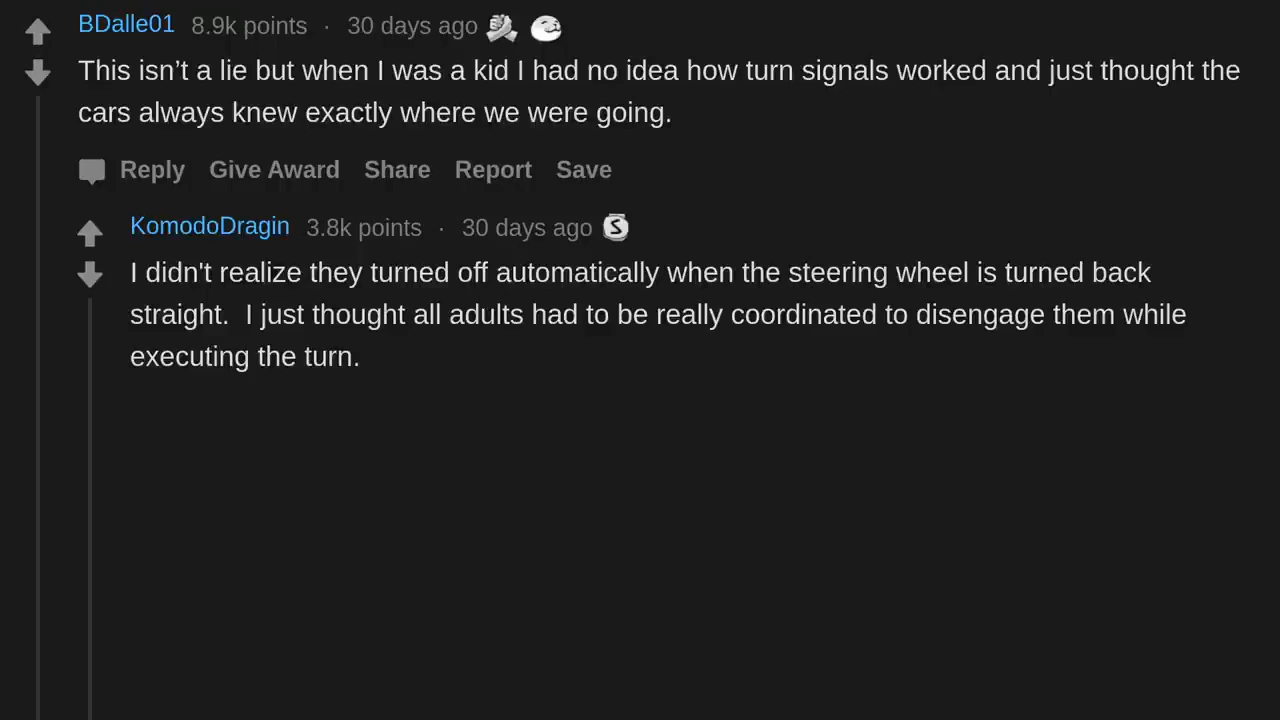 BDalle01 8.9k points · 30 days ago
This isn’t a lie but when I was a kid I had no idea how turn signals worked and just thought the
cars always knew exactly where we were going.
Reply Give Award Share Report Save
KomodoDragin 3.8k points · 30 days ago
I didn't realize they turned off automatically when the steering wheel is turned back
straight.  I just thought all adults had to be really coordinated to disengage them while
executing the turn.